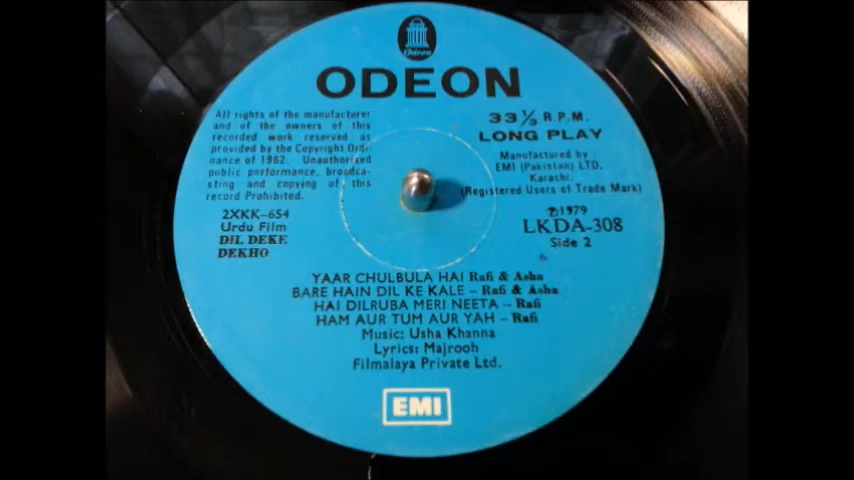 Odeon
ODEON
All rights of the manufacturer
and of the owners of this
recorded work reserved as
provided by the Copyright Ordi-
nance of 1962. Unauthorised
public performance, broadca-
sting and copying of this
record Prohibited.
2XKK-654
Urdu Film
DIL DEKE
DEKHO
33⅓ R.P.M.
LONG PLAY
Manufactured by
EMI (Pakistan) LTD.
Karachi.
(Registered Users of Trade Mark)
℗1979
LKDA-308
Side 2
YAAR CHULBULA HAI Rafi & Asha
BARE HAIN DIL KE KALE - Rafi & Asha
HAI DILRUBA MERI NEETA - Rafi
HAM AUR TUM AUR YAH - Rafi
Music: Usha Khanna
Lyrics: Majrooh
Filmalaya Private Ltd.
EMI